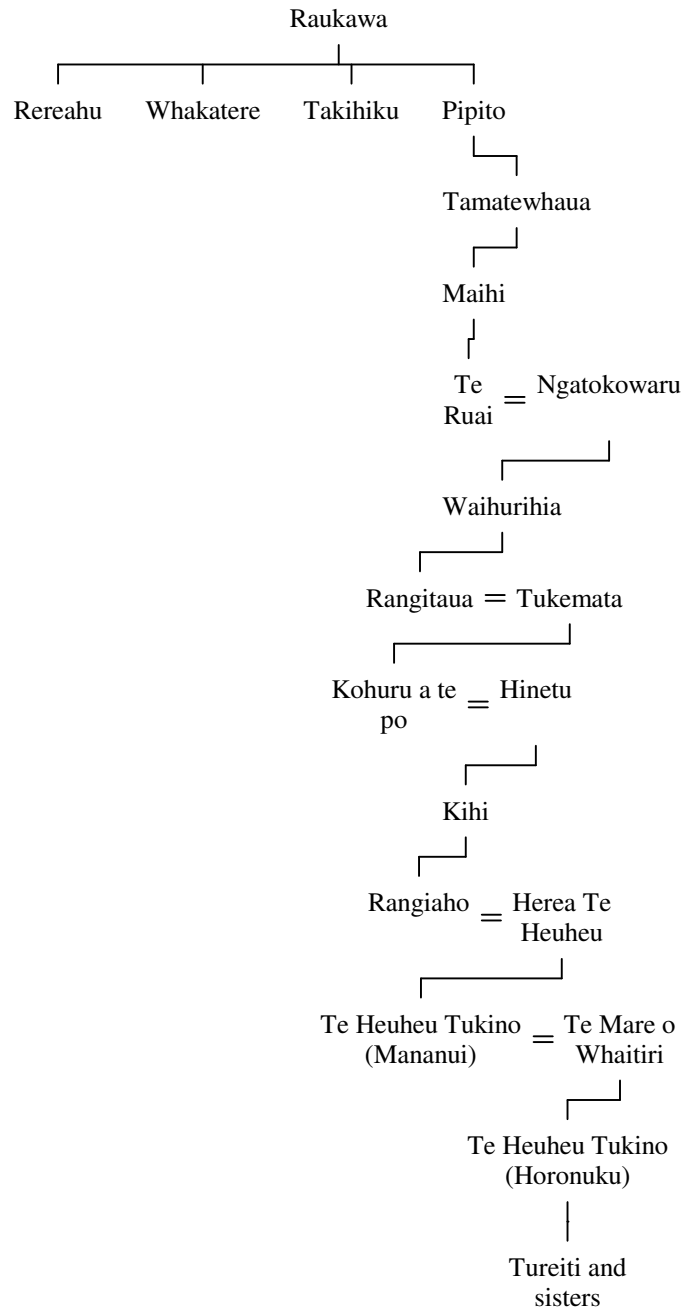 Raukawa
Rereahu Whakatere Takihiku Pipito
Tamatewhaua
Maihi
Te Ruai = Ngatokowaru
Waihurihia
Rangitaua = Tukemata
Kohuru a te po = Hinetu
Kihi
Rangiaho = Herea Te Heuheu
Te Heuheu Tukino (Mananui) = Te Mare o Whaitiri
Te Heuheu Tukino
(Horonuku)
Tureiti and
sisters